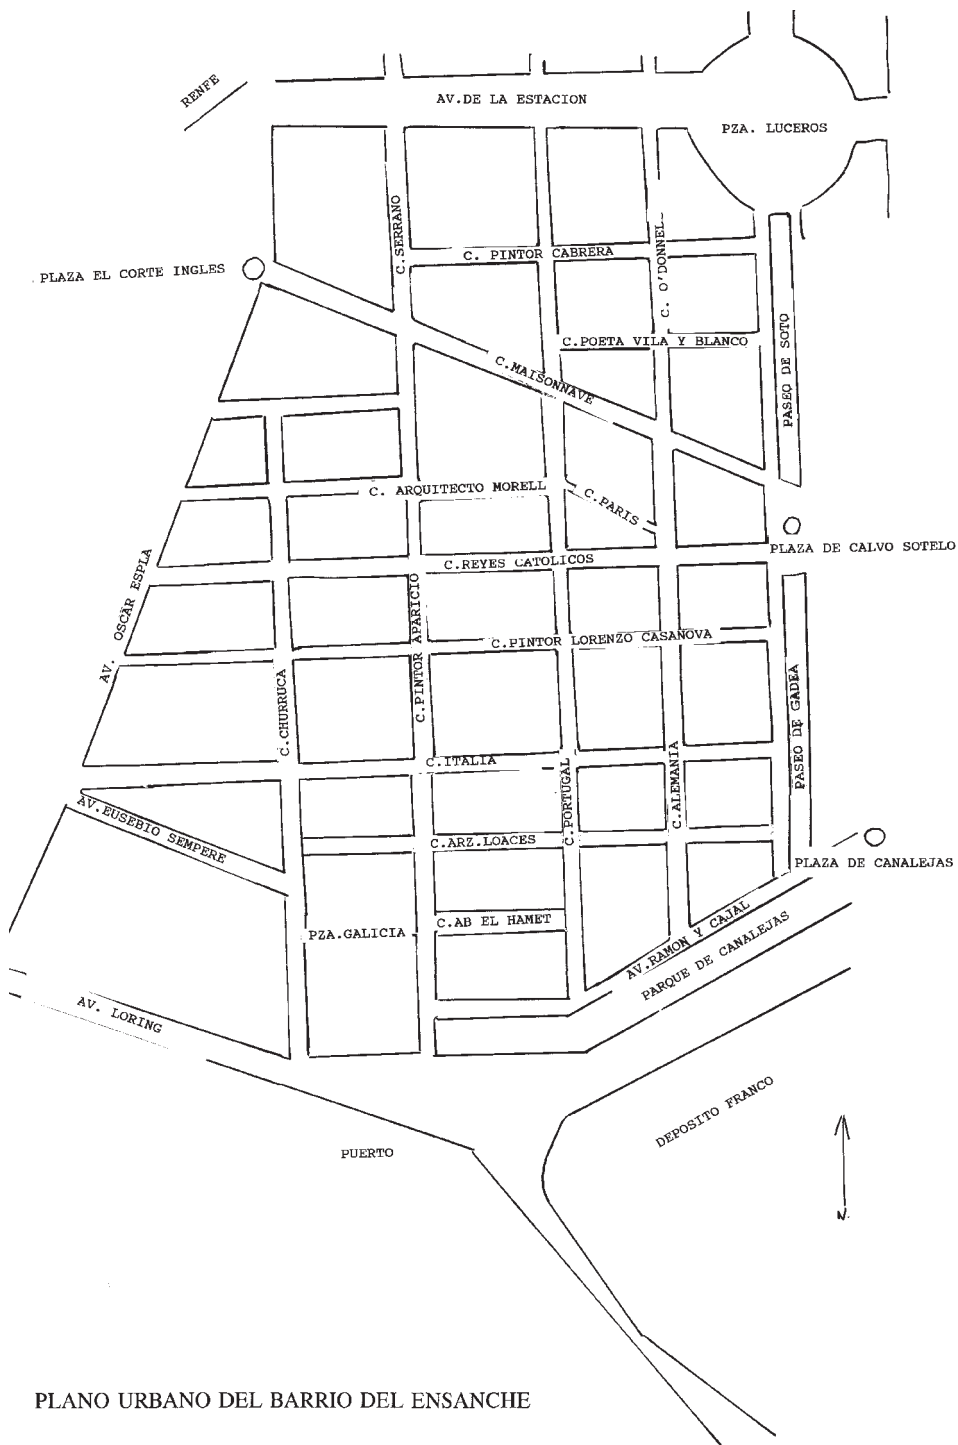 RENFE
AV.DE LA ESTACION
PZA. LUCEROS
C.SERRANO
C. PINTOR CABRERA
C. O'DONNELL
PLAZA EL CORTE INGLES
C.POETA VILA Y BLANCO
PASEO DE SOTO
C.MAISONNAVE
C. ARQUITECTO MORELL
C.PARIS
PLAZA DE CALVO SOTELO
C.REYES CATOLICOS
AV. OSCAR ESPLA
C.PINTOR APARICIO
C.PINTOR LORENZO CASANOVA
C.CHURRUCA
PASEO DE GADEA
C.ITALIA
C.PORTUGAL
C.ALEMANIA
AV.EUSEBIO SEMPERE
C.ARZ.LOACES
PLAZA DE CANALEJAS
C.AB EL HAMET
PZA.GALICIA
AV.RAMON Y CAJAL
PARQUE DE CANALEJAS
AV. LORING
DEPOSITO FRANCO
PUERTO
N.
PLANO URBANO DEL BARRIO DEL ENSANCHE